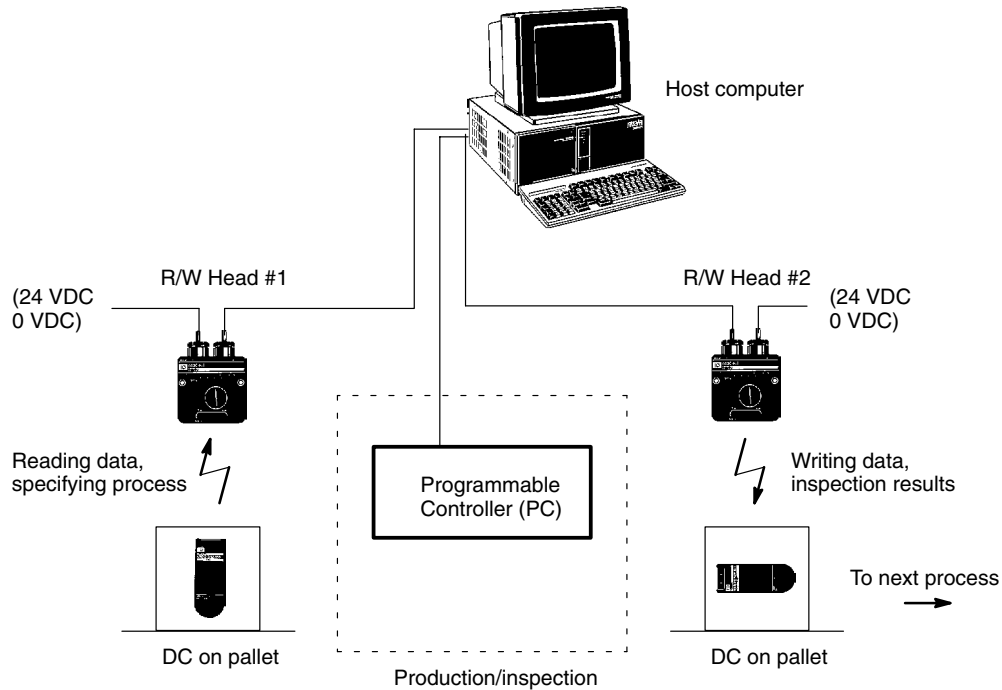 Host computer
R/W Head #1
R/W Head #2
(24 VDC
0 VDC)
(24 VDC
0 VDC)
Reading data,
specifying process
Programmable
Controller (PC)
Writing data,
inspection results
To next process
DC on pallet
DC on pallet
Production/inspection